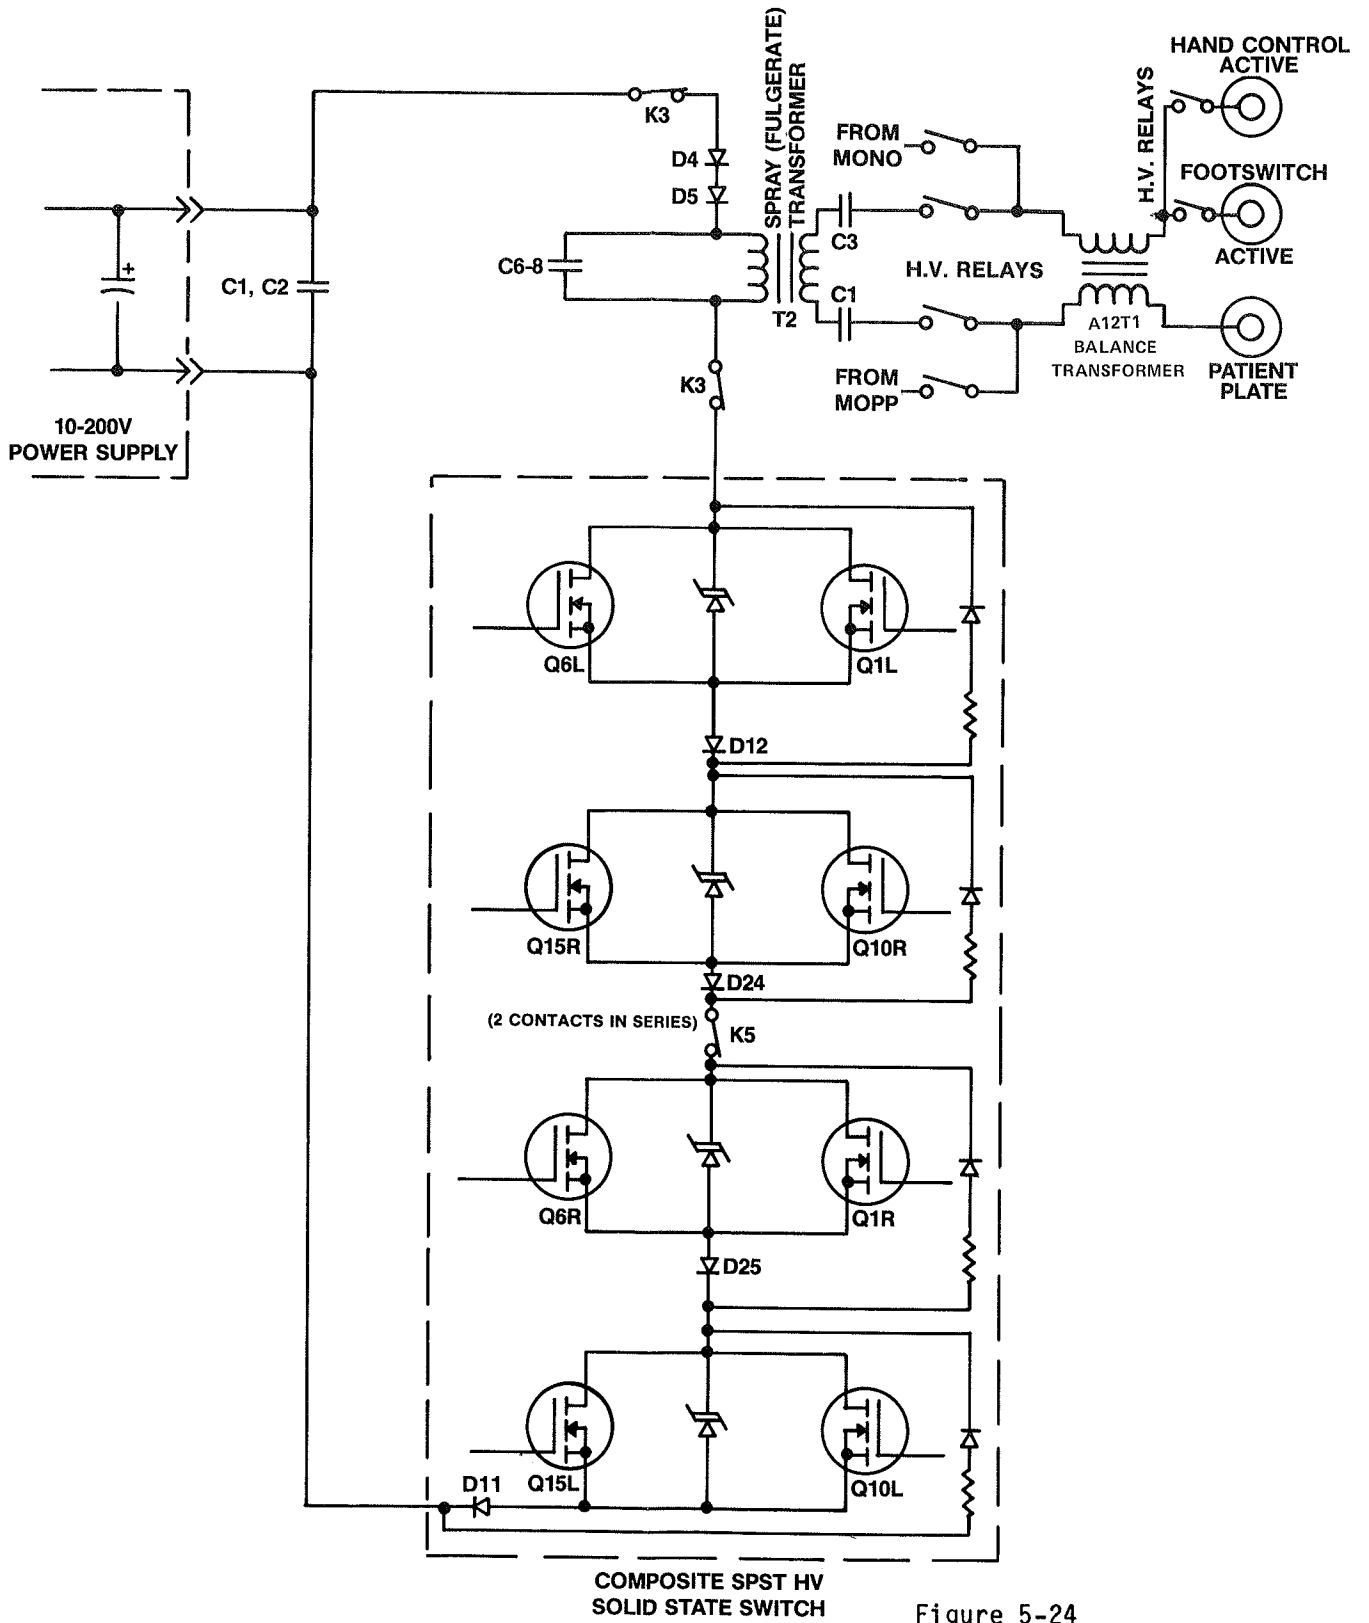 HAND CONTROL
ACTIVE
H.V. RELAYS
SPRAY (FULGERATE)
TRANSFORMER
K3
FROM
MONO
D4
D5
FOOTSWITCH
ACTIVE
C3
C6-8
H.V. RELAYS
C1, C2
+
C1
T2
A12T1
BALANCE
TRANSFORMER
PATIENT
PLATE
K3
FROM
MOPP
10-200V
POWER SUPPLY
Q6L
Q1L
D12
Q15R
Q10R
D24
(2 CONTACTS IN SERIES)
K5
Q6R
Q1R
D25
Q15L
Q10L
D11
COMPOSITE SPST HV
SOLID STATE SWITCH
Figure 5-24